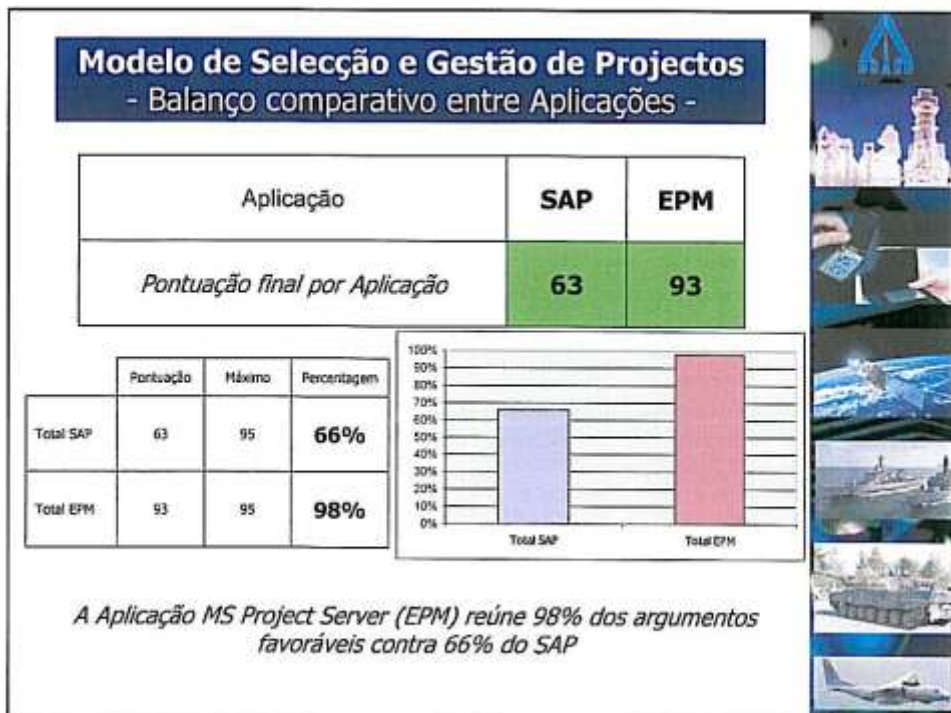 Modelo de Selecção e Gestão de Projectos
- Balanço comparativo entre Aplicações -
Aplicação SAP EPM
Pontuação final por Aplicação 63 93
Pontuação Máximo Percentagem
Total SAP 63 95 66%
Total EPM 93 95 98%
100%
90%
80%
70%
60%
50%
40%
30%
20%
10%
0%
Total SAP Total EPM
A Aplicação MS Project Server (EPM) reúne 98% dos argumentos
favoráveis contra 66% do SAP